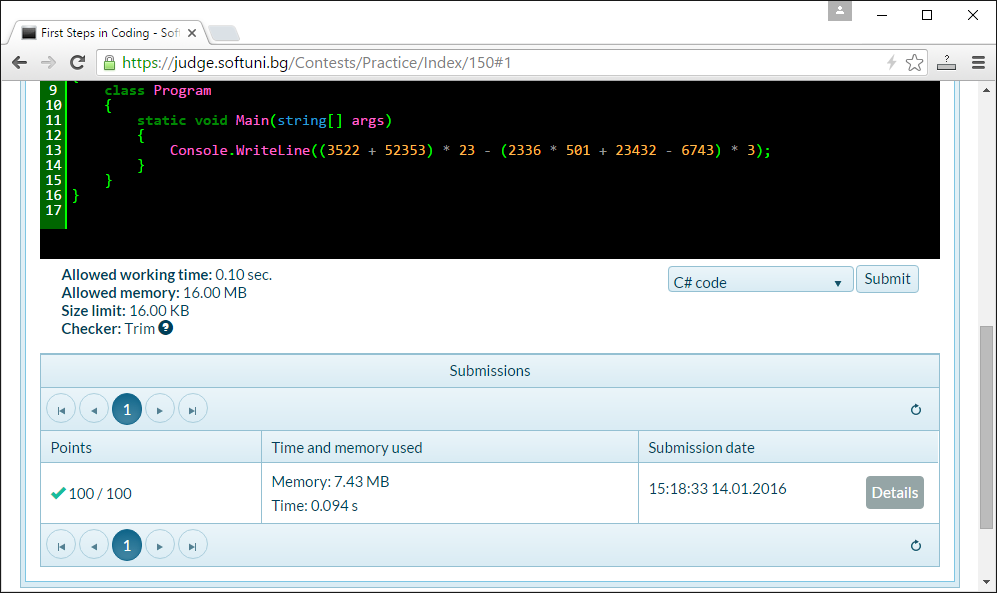 First Steps in Coding - Soft
https://judge.softuni.bg/Contests/Practice/Index/150#1
9 class Program
10 {
11 static void Main(string[] args)
12 {
13 Console.WriteLine((3522 + 52353) * 23 - (2336 * 501 + 23432 - 6743) * 3);
14 }
15 }
16 }
17
Allowed working time: 0.10 sec.
Allowed memory: 16.00 MB
Size limit: 16.00 KB
Checker: Trim ?
C# code
Submit
Submissions
1
Points
Time and memory used
Submission date
100 / 100
Memory: 7.43 MB
Time: 0.094 s
15:18:33 14.01.2016
Details
1